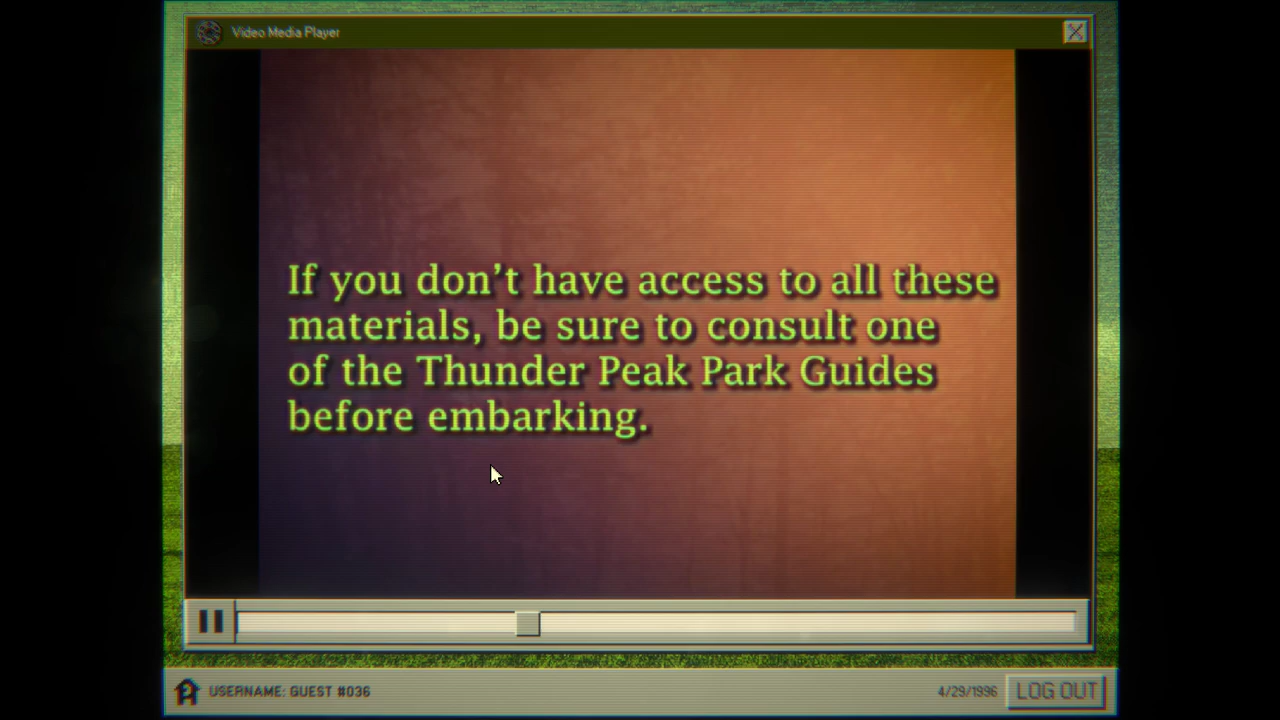 Video Media Player
If you don’t have access to all these
materials, be sure to consult one
of the Thunder Peak Park Guides
before embarking.
USERNAME: GUEST #036
4/29/1996
LOG OUT